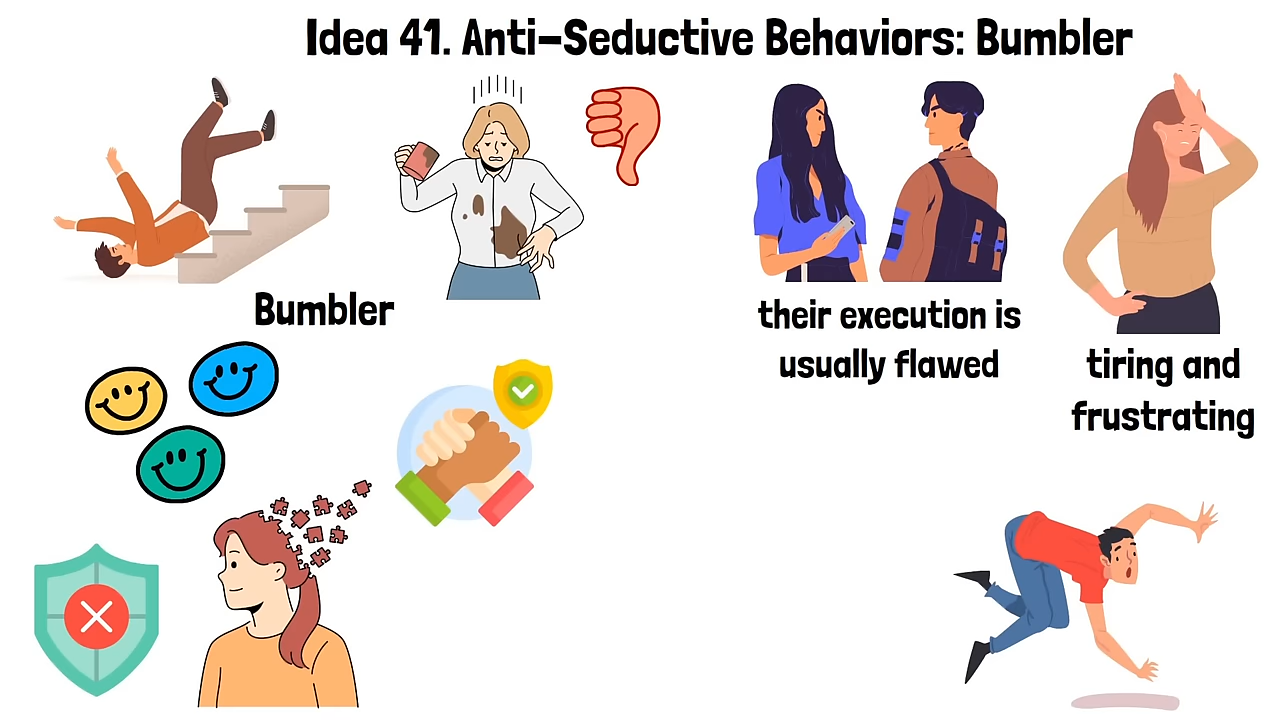 Idea 41. Anti-Seductive Behaviors: Bumbler
Bumbler
their execution is
usually flawed
tiring and
frustrating